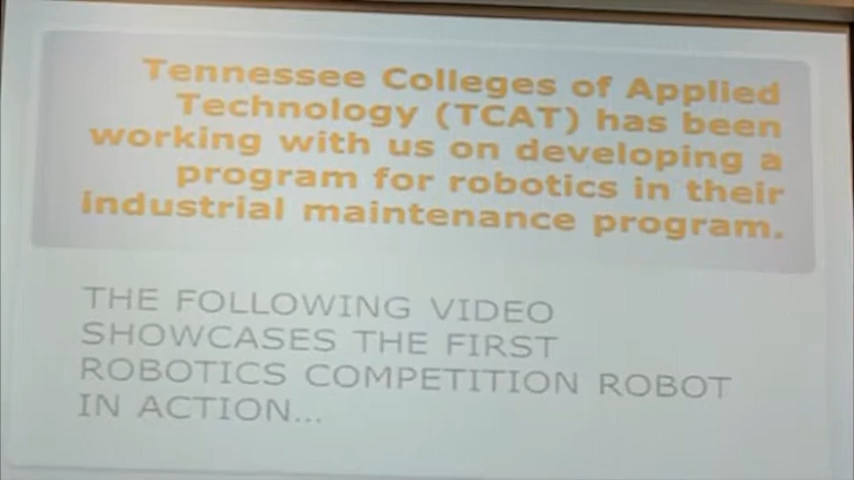 Tennessee Colleges of Applied
Technology (TCAT) has been
working with us on developing a
program for robotics in their
industrial maintenance program.
THE FOLLOWING VIDEO
SHOWCASES THE FIRST
ROBOTICS COMPETITION ROBOT
IN ACTION...